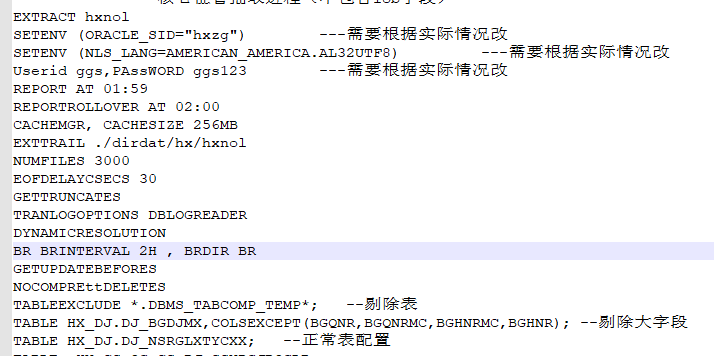 EXTRACT hxnol
SETENV (ORACLE_SID="hxzg") ---需要根据实际情况改
SETENV (NLS_LANG=AMERICAN_AMERICA.AL32UTF8) ---需要根据实际情况改
Userid ggs,PAssWORD ggs123 ---需要根据实际情况改
REPORT AT 01:59
REPORTROLLOVER AT 02:00
CACHEMGR, CACHESIZE 256MB
EXTTRAIL ./dirdat/hx/hxnol
NUMFILES 3000
EOFDELAYCSECS 30
GETTRUNCATES
TRANLOGOPTIONS DBLOGREADER
DYNAMICRESOLUTION
BR BRINTERVAL 2H , BRDIR BR
GETUPDATEBEFORES
NOCOMPREttDELETES
TABLEEXCLUDE *.DBMS_TABCOMP_TEMP*; --剔除表
TABLE HX_DJ.DJ_BGDJMX,COLSEXCEPT(BGQNR,BGQNRMC,BGHNRMC,BGHNR); --剔除大字段
TABLE HX_DJ.DJ_NSRGLXTYCXX; --正常表配置